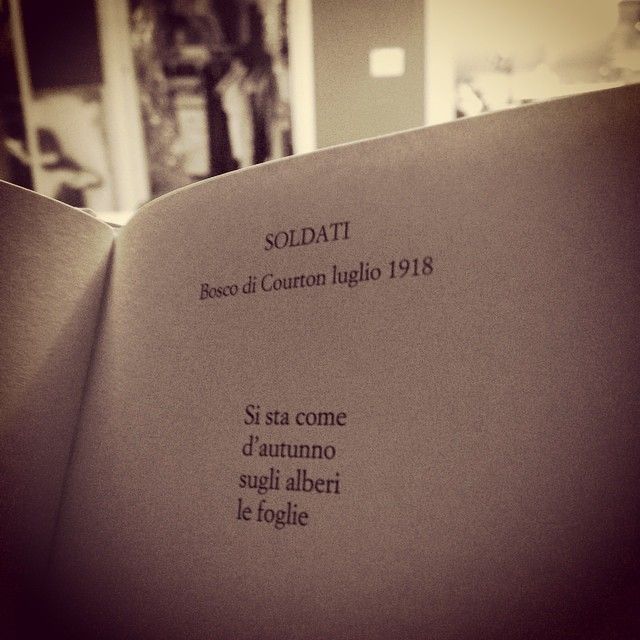 SOLDATI
Bosco di Courton luglio 1918
Si sta come
d'autunno
sugli alberi
le foglie